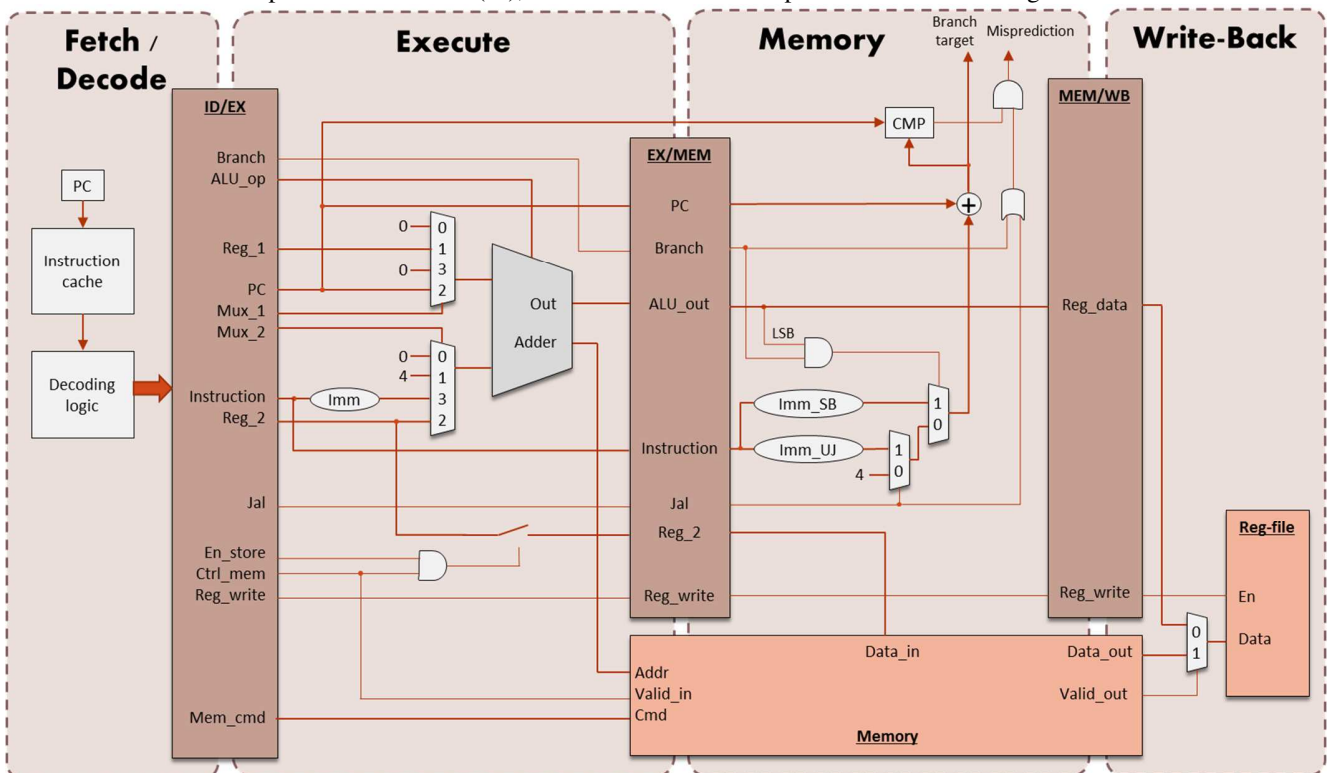 Fetch /
Decode
Execute
Memory
Write-Back
Branch
target
Misprediction
ID/EX
Branch
ALU_op
Reg_1
PC
Mux_1
Mux_2
Instruction
Reg_2
Jal
En_store
Ctrl_mem
Reg_write
Mem_cmd
PC
Instruction
cache
Decoding
logic
0
0
1
0
3
2
0
0
4
1
3
2
Imm
Out
Adder
EX/MEM
PC
Branch
ALU_out
Instruction
Jal
Reg_2
Reg_write
CMP
+
LSB
Imm_SB
1
0
Imm_UJ
1
4
0
MEM/WB
Reg_data
Reg_write
0
1
Reg-file
En
Data
Addr
Valid_in
Cmd
Data_in
Data_out
Valid_out
Memory